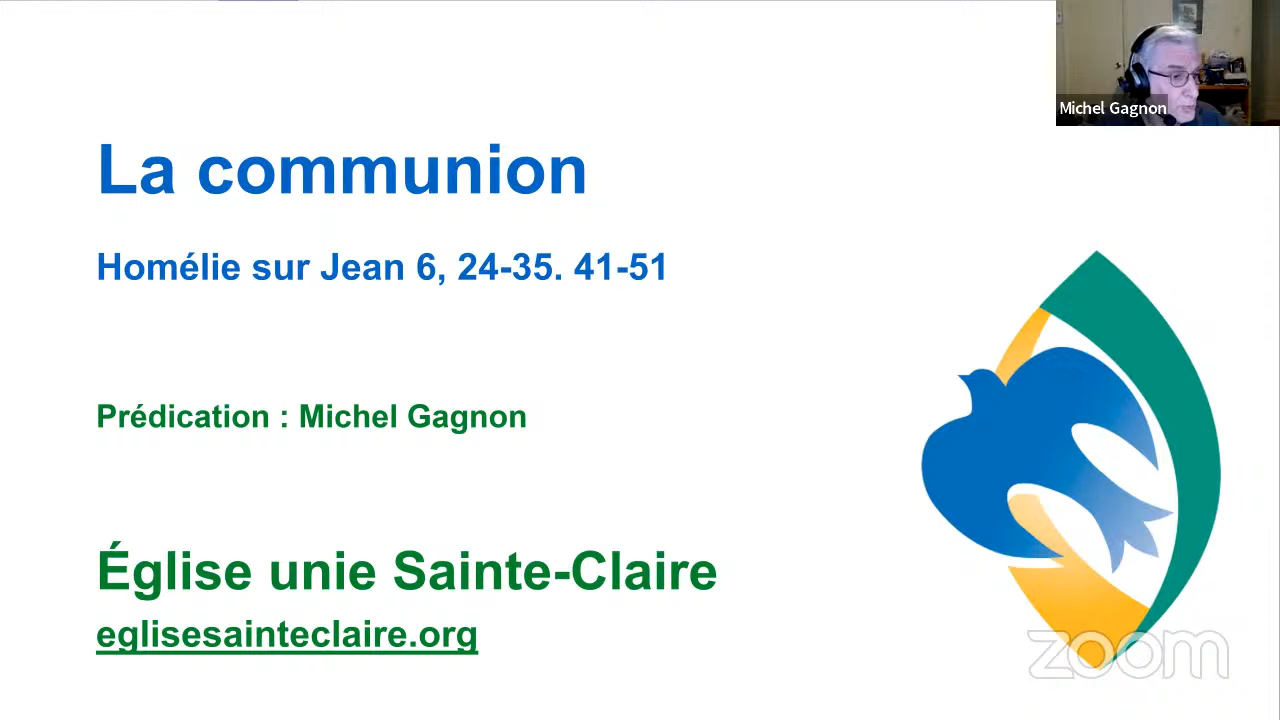 Michel Gagnon
La communion
Homélie sur Jean 6, 24-35. 41-51
Prédication : Michel Gagnon
Église unie Sainte-Claire
eglisesainteclaire.org
zoom